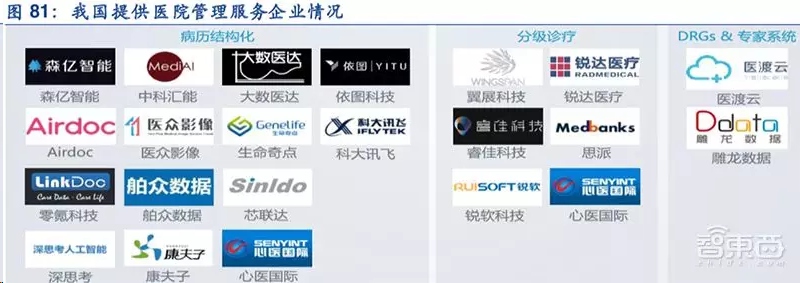 图 81：我国提供医院管理服务企业情况
病历结构化
分级诊疗
DRGs & 专家系统
森亿智能
MediAI
大数医达
依图 | YITU
WINGSPAN
锐达医疗
RADMEDICAL
医渡云
森亿智能
中科汇能
大数医达
依图科技
翼展科技
锐达医疗
医渡云
Airdoc
医众影像
Genelife
生命奇点
科大讯飞
IFLYTEK
睿佳科技
Medbanks
Ddata
雕龙数据
Airdoc
医众影像
生命奇点
科大讯飞
睿佳科技
思派
雕龙数据
LinkDoc
Care Data · Care Life
舶众数据
Sinldo
RUISOFT 锐软
SENYINT
心医国际
零氪科技
舶众数据
芯联达
锐软科技
心医国际
深思考人工智能
康夫子
SENYINT
心医国际
深思考
康夫子
心医国际
智東西
zhidx.com